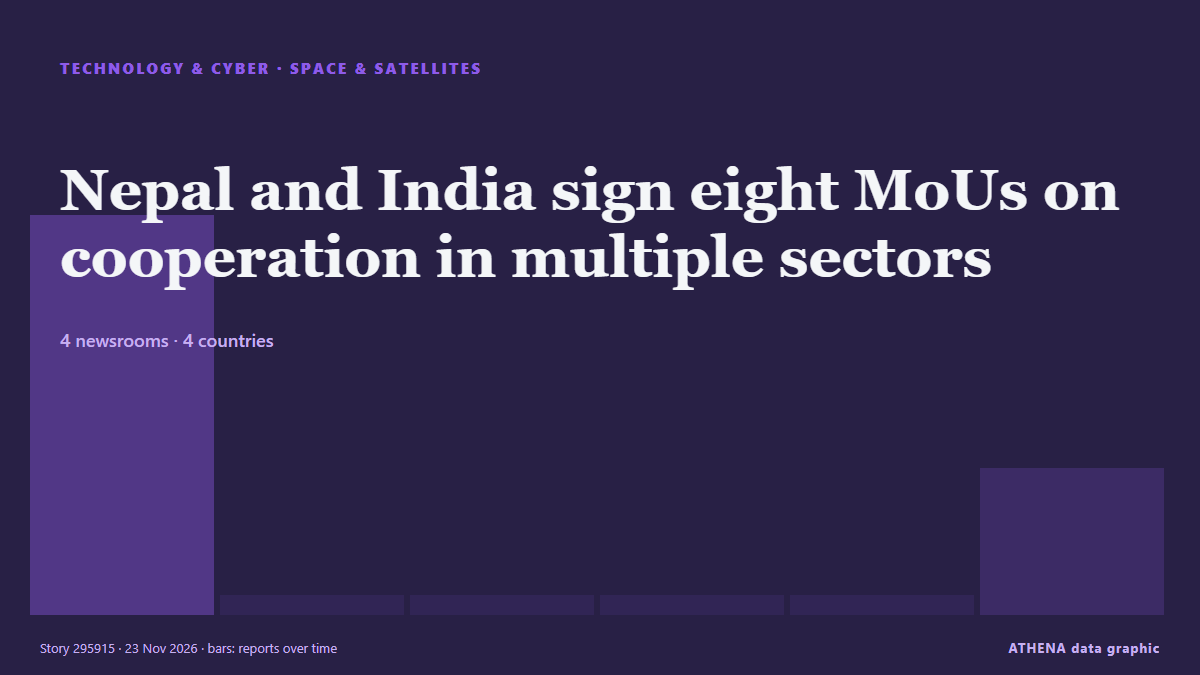 TECHNOLOGY & CYBER · SPACE & SATELLITES
Nepal and India sign eight MoUs on
cooperation in multiple sectors
4 newsrooms · 4 countries
Story 295915 · 23 Nov 2026 · bars: reports over time
ATHENA data graphic